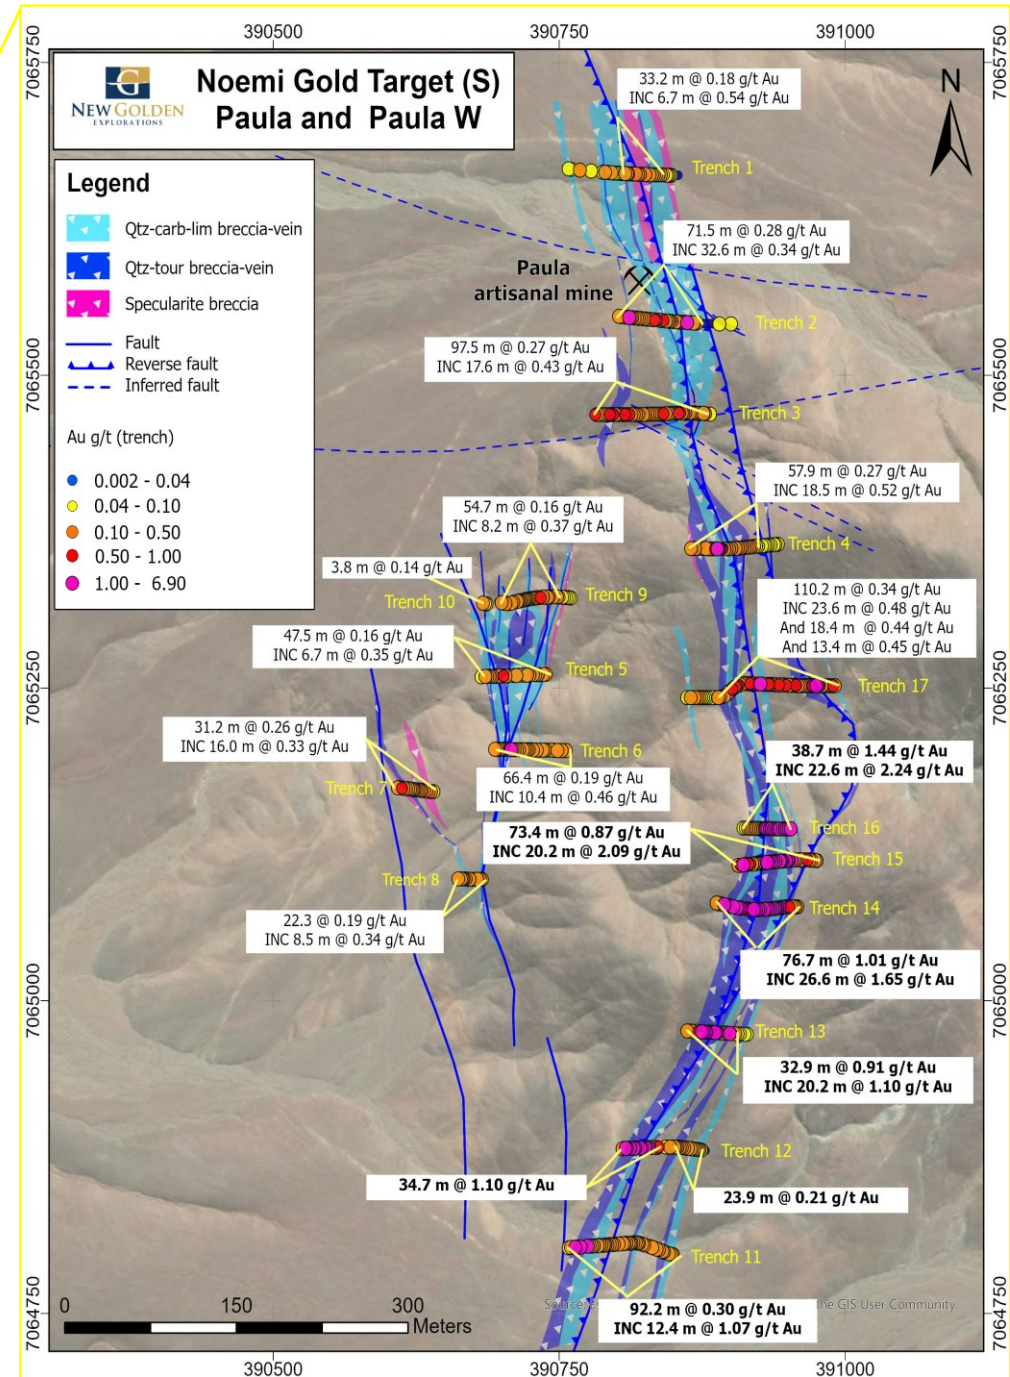 390500
390750
391000
7065750
7065500
7065250
7065000
7064750
7065750
7065500
7065250
7065000
7064750
G
NEW GOLDEN
EXPLORATIONS
Noemi Gold Target (S)
Paula and Paula W
N
Legend
Qtz-carb-lim breccia-vein
Qtz-tour breccia-vein
Specularite breccia
Fault
Reverse fault
Inferred fault
Au g/t (trench)
0.002 - 0.04
0.04 - 0.10
0.10 - 0.50
0.50 - 1.00
1.00 - 6.90
33.2 m @ 0.18 g/t Au
INC 6.7 m @ 0.54 g/t Au
Trench 1
71.5 m @ 0.28 g/t Au
INC 32.6 m @ 0.34 g/t Au
Paula
artisanal mine
Trench 2
97.5 m @ 0.27 g/t Au
INC 17.6 m @ 0.43 g/t Au
Trench 3
57.9 m @ 0.27 g/t Au
INC 18.5 m @ 0.52 g/t Au
Trench 4
54.7 m @ 0.16 g/t Au
INC 8.2 m @ 0.37 g/t Au
3.8 m @ 0.14 g/t Au
Trench 10
Trench 9
110.2 m @ 0.34 g/t Au
INC 23.6 m @ 0.48 g/t Au
And 18.4 m @ 0.44 g/t Au
And 13.4 m @ 0.45 g/t Au
47.5 m @ 0.16 g/t Au
INC 6.7 m @ 0.35 g/t Au
Trench 5
Trench 17
31.2 m @ 0.26 g/t Au
INC 16.0 m @ 0.33 g/t Au
Trench 6
38.7 m @ 1.44 g/t Au
INC 22.6 m @ 2.24 g/t Au
66.4 m @ 0.19 g/t Au
INC 10.4 m @ 0.46 g/t Au
Trench 7
73.4 m @ 0.87 g/t Au
INC 20.2 m @ 2.09 g/t Au
Trench 16
Trench 15
Trench 8
Trench 14
22.3 @ 0.19 g/t Au
INC 8.5 m @ 0.34 g/t Au
76.7 m @ 1.01 g/t Au
INC 26.6 m @ 1.65 g/t Au
Trench 13
32.9 m @ 0.91 g/t Au
INC 20.2 m @ 1.10 g/t Au
Trench 12
34.7 m @ 1.10 g/t Au
23.9 m @ 0.21 g/t Au
Trench 11
92.2 m @ 0.30 g/t Au
INC 12.4 m @ 1.07 g/t Au
0
150
300
Meters
Source: the GIS User Community
390500
390750
391000